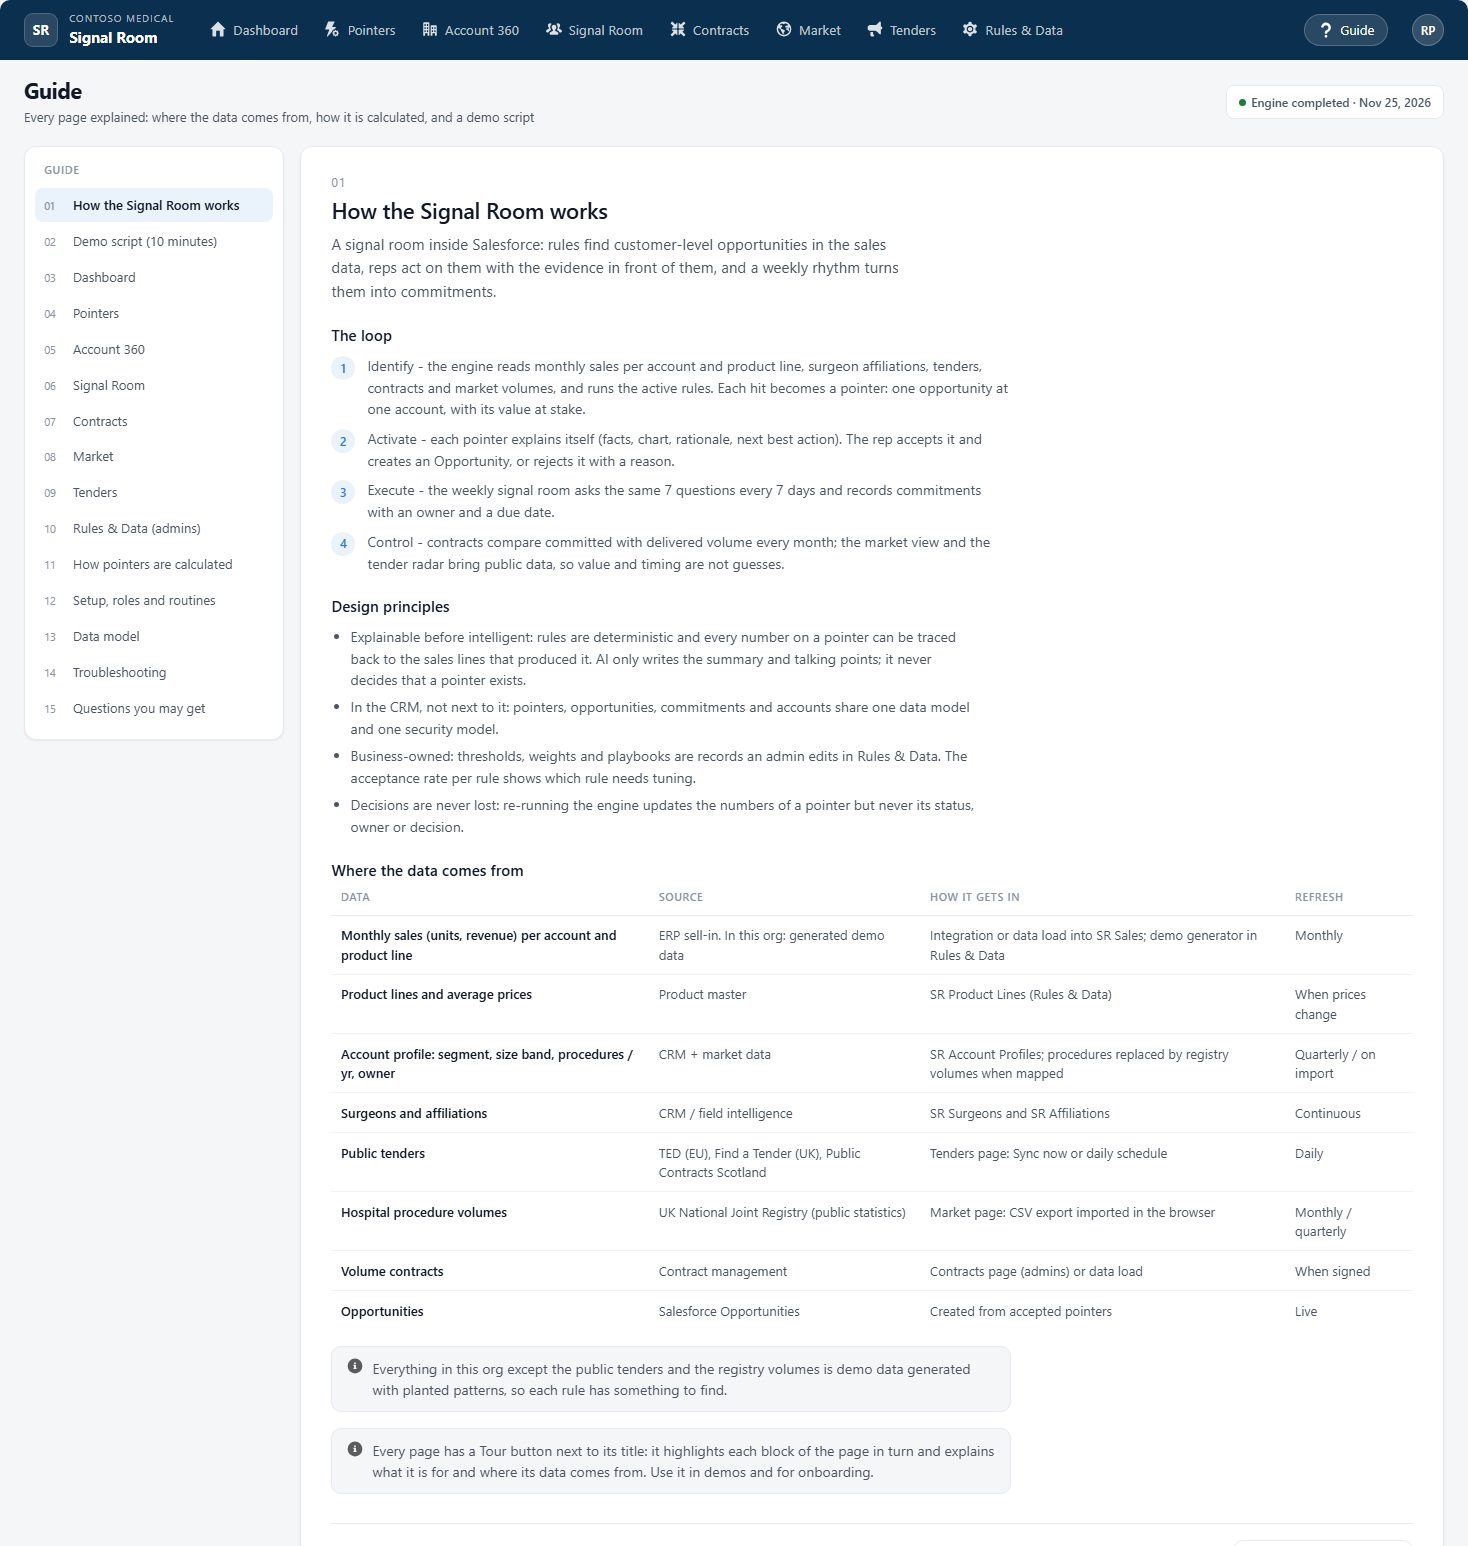 SR
CONTOSO MEDICAL
Signal Room
Dashboard
Pointers
Account 360
Signal Room
Contracts
Market
Tenders
Rules & Data
? Guide
RP
Guide
Every page explained: where the data comes from, how it is calculated, and a demo script
Engine completed · Nov 25, 2026
GUIDE
01 How the Signal Room works
02 Demo script (10 minutes)
03 Dashboard
04 Pointers
05 Account 360
06 Signal Room
07 Contracts
08 Market
09 Tenders
10 Rules & Data (admins)
11 How pointers are calculated
12 Setup, roles and routines
13 Data model
14 Troubleshooting
15 Questions you may get
01
How the Signal Room works
A signal room inside Salesforce: rules find customer-level opportunities in the sales
data, reps act on them with the evidence in front of them, and a weekly rhythm turns
them into commitments.
The loop
1 Identify - the engine reads monthly sales per account and product line, surgeon affiliations, tenders,
contracts and market volumes, and runs the active rules. Each hit becomes a pointer: one opportunity at
one account, with its value at stake.
2 Activate - each pointer explains itself (facts, chart, rationale, next best action). The rep accepts it and
creates an Opportunity, or rejects it with a reason.
3 Execute - the weekly signal room asks the same 7 questions every 7 days and records commitments
with an owner and a due date.
4 Control - contracts compare committed with delivered volume every month; the market view and the
tender radar bring public data, so value and timing are not guesses.
Design principles
• Explainable before intelligent: rules are deterministic and every number on a pointer can be traced
back to the sales lines that produced it. AI only writes the summary and talking points; it never
decides that a pointer exists.
• In the CRM, not next to it: pointers, opportunities, commitments and accounts share one data model
and one security model.
• Business-owned: thresholds, weights and playbooks are records an admin edits in Rules & Data. The
acceptance rate per rule shows which rule needs tuning.
• Decisions are never lost: re-running the engine updates the numbers of a pointer but never its status,
owner or decision.
Where the data comes from
DATA SOURCE HOW IT GETS IN REFRESH
Monthly sales (units, revenue) per account and ERP sell-in. In this org: generated demo Integration or data load into SR Sales; demo generator in Monthly
product line data Rules & Data
Product lines and average prices Product master SR Product Lines (Rules & Data) When prices
change
Account profile: segment, size band, procedures / CRM + market data SR Account Profiles; procedures replaced by registry Quarterly / on
yr, owner volumes when mapped import
Surgeons and affiliations CRM / field intelligence SR Surgeons and SR Affiliations Continuous
Public tenders TED (EU), Find a Tender (UK), Public Tenders page: Sync now or daily schedule Daily
Contracts Scotland
Hospital procedure volumes UK National Joint Registry (public statistics) Market page: CSV export imported in the browser Monthly /
quarterly
Volume contracts Contract management Contracts page (admins) or data load When signed
Opportunities Salesforce Opportunities Created from accepted pointers Live
Everything in this org except the public tenders and the registry volumes is demo data generated
with planted patterns, so each rule has something to find.
Every page has a Tour button next to its title: it highlights each block of the page in turn and explains
what it is for and where its data comes from. Use it in demos and for onboarding.